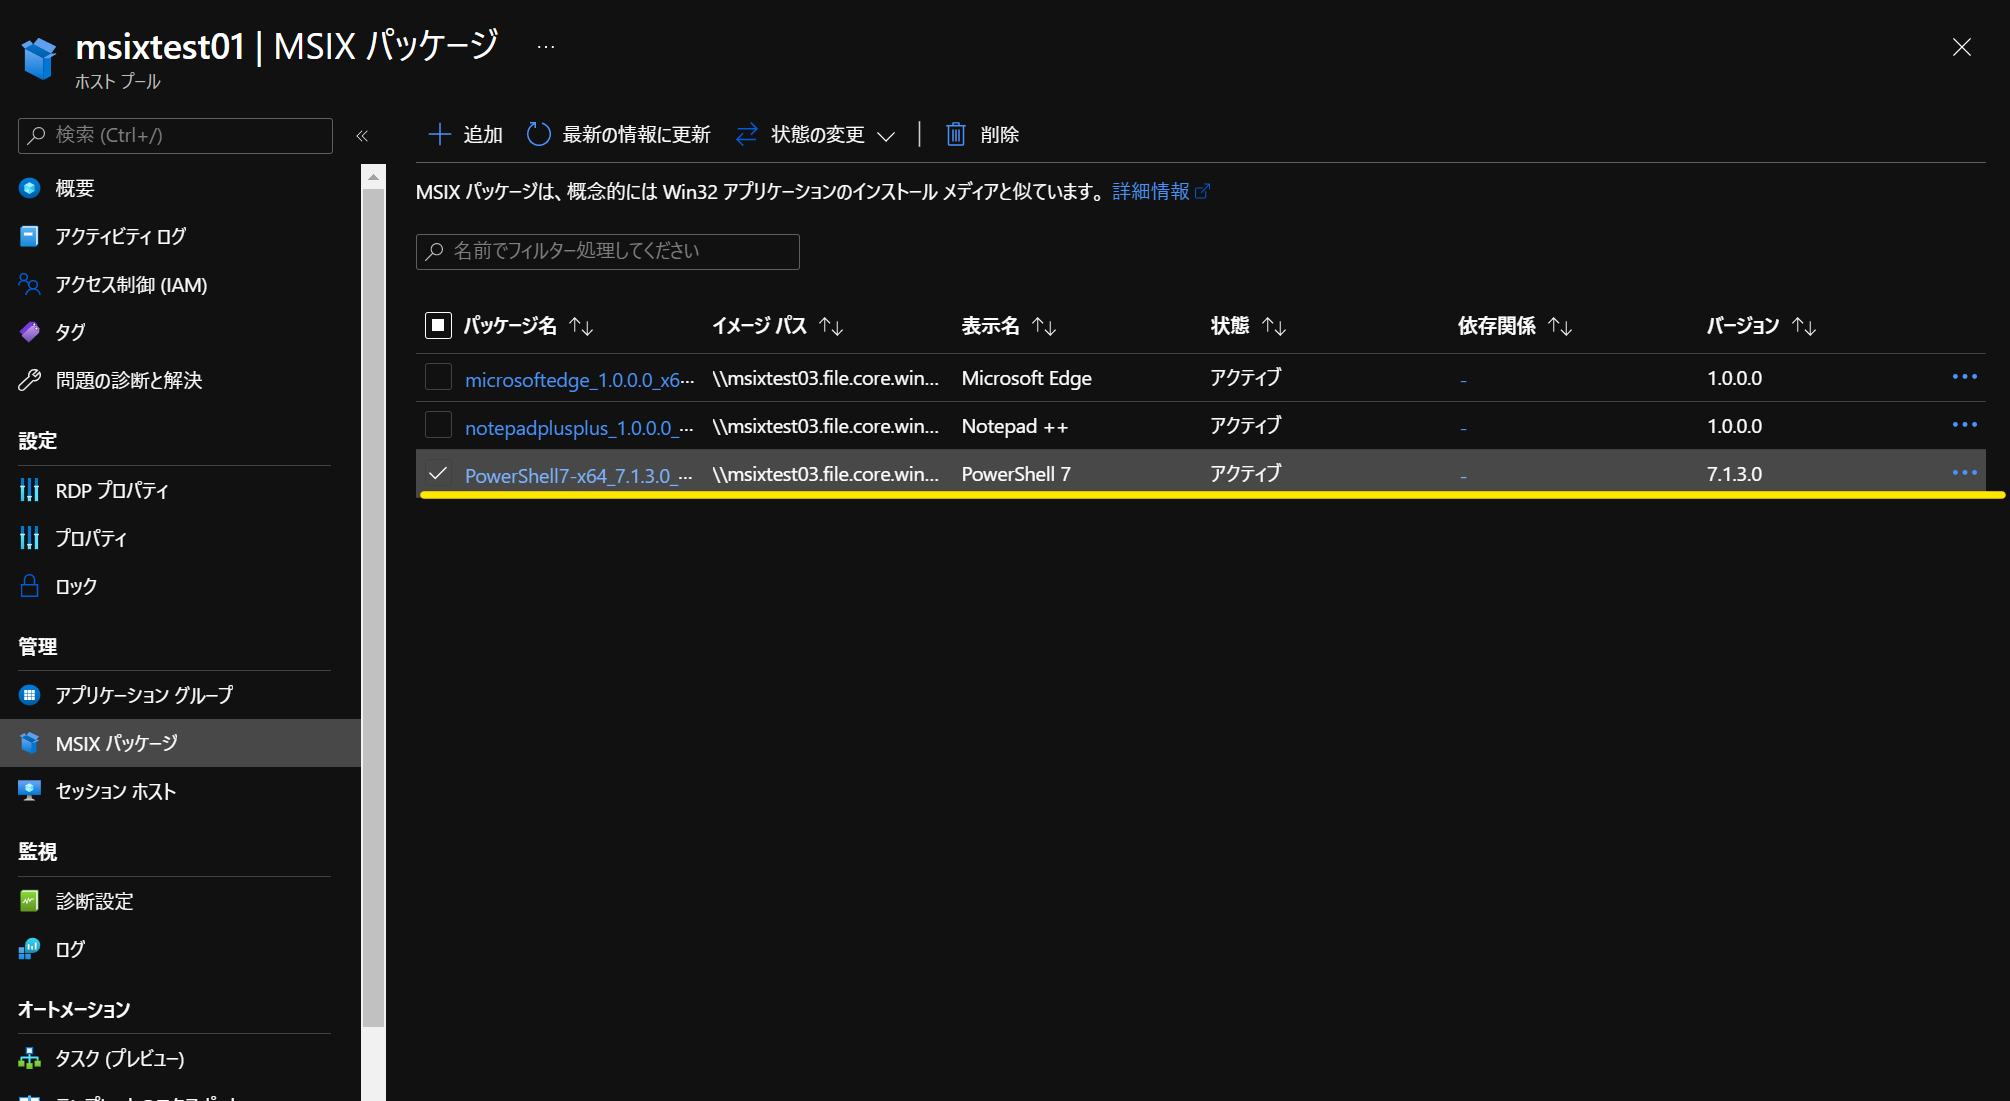 msixtest01 | MSIX パッケージ ...
ホスト プール
検索 (Ctrl+/)
«
追加 最新の情報に更新 状態の変更 | 削除
MSIX パッケージは、概念的には Win32 アプリケーションのインストール メディアと似ています。 詳細情報
名前でフィルター処理してください
パッケージ名 ↑↓ イメージ パス ↑↓ 表示名 ↑↓ 状態 ↑↓ 依存関係 ↑↓ バージョン ↑↓
microsoftedge_1.0.0.0_x6... \\msixtest03.file.core.win... Microsoft Edge アクティブ - 1.0.0.0 ...
notepadplusplus_1.0.0.0_... \\msixtest03.file.core.win... Notepad ++ アクティブ - 1.0.0.0 ...
PowerShell7-x64_7.1.3.0_... \\msixtest03.file.core.win... PowerShell 7 アクティブ - 7.1.3.0 ...
概要
アクティビティ ログ
アクセス制御 (IAM)
タグ
問題の診断と解決
設定
RDP プロパティ
プロパティ
ロック
管理
アプリケーション グループ
MSIX パッケージ
セッション ホスト
監視
診断設定
ログ
オートメーション
タスク (プレビュー)